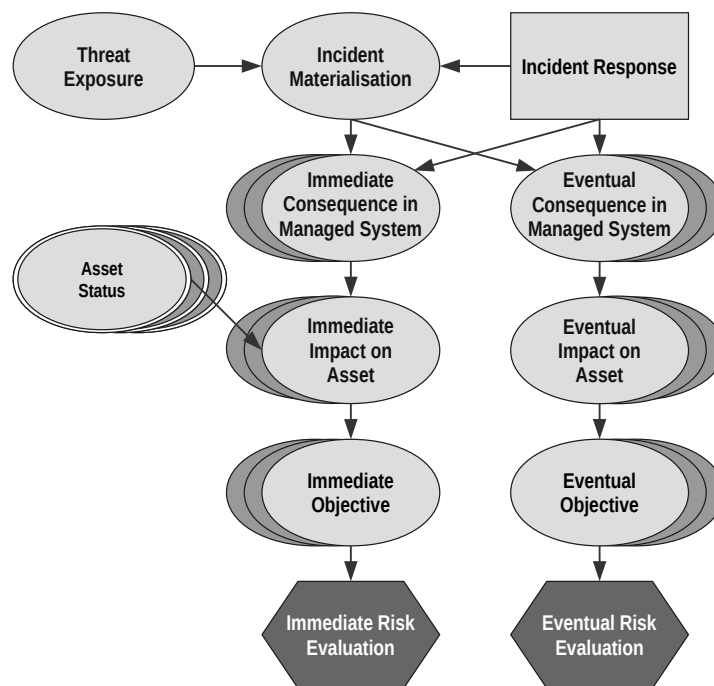 Threat
Exposure
Incident
Materialisation
Incident Response
Immediate
Consequence in
Managed System
Eventual
Consequence in
Managed System
Asset
Status
Immediate
Impact on
Asset
Eventual
Impact on
Asset
Immediate
Objective
Eventual
Objective
Immediate Risk
Evaluation
Eventual Risk
Evaluation